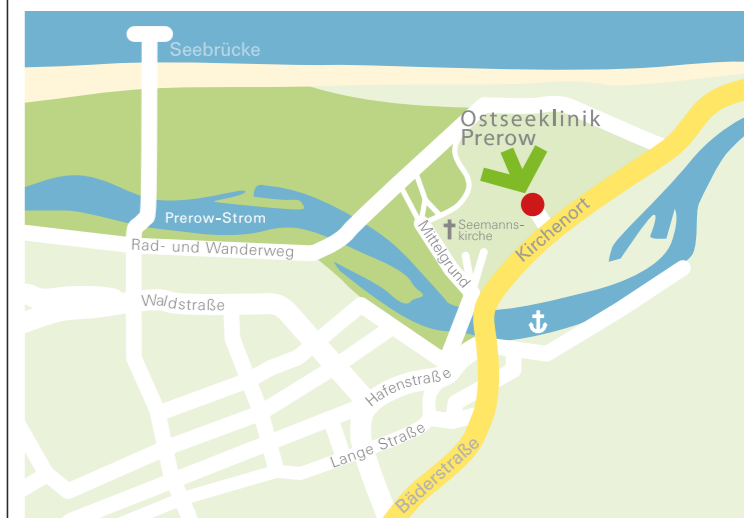 Seebrücke
Ostseeklinik
Prerow
Prerow-Strom
Seemanns-
kirche
Mittelgrund
Kirchenort
Rad- und Wanderweg
Waldstraße
Hafenstraße
Lange Straße
Bäderstraße